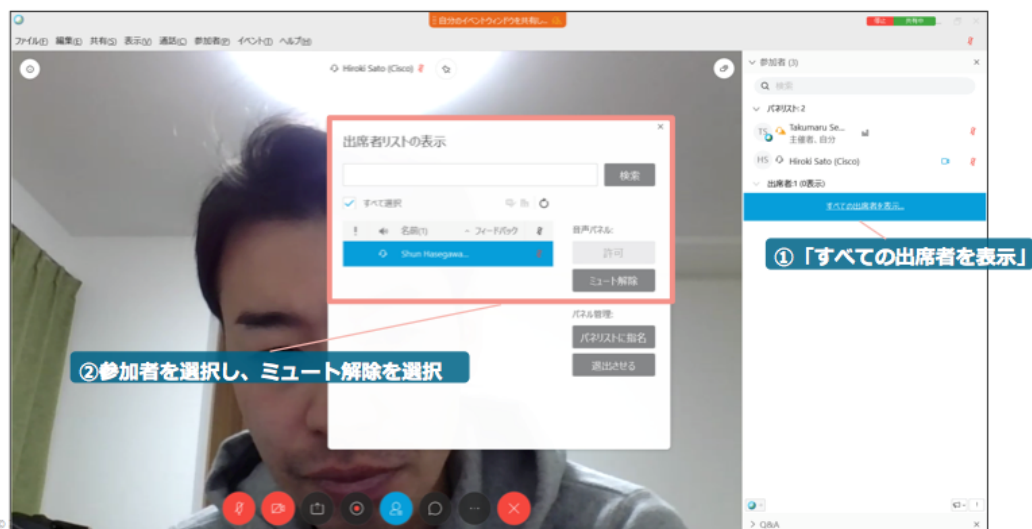 自分のイベントウィンドウを共有し...
停止 共有中
ファイル(F) 編集(E) 共有(S) 表示(V) 通話(C) 参加者(P) イベント(T) ヘルプ(H)
Hiroki Sato (Cisco)
参加者 (3)
検索
パネリスト:2
TS Takumaru Se...
主催者、自分
HS Hiroki Sato (Cisco)
出席者:1 (0表示)
すべての出席者を表示...
①「すべての出席者を表示」
出席者リストの表示
検索
すべて選択
名前(1) フィードバック
音声パネル:
Shun Hasegawa...
許可
ミュート解除
パネル管理:
パネリストに指名
退出させる
②参加者を選択し、ミュート解除を選択
Q&A